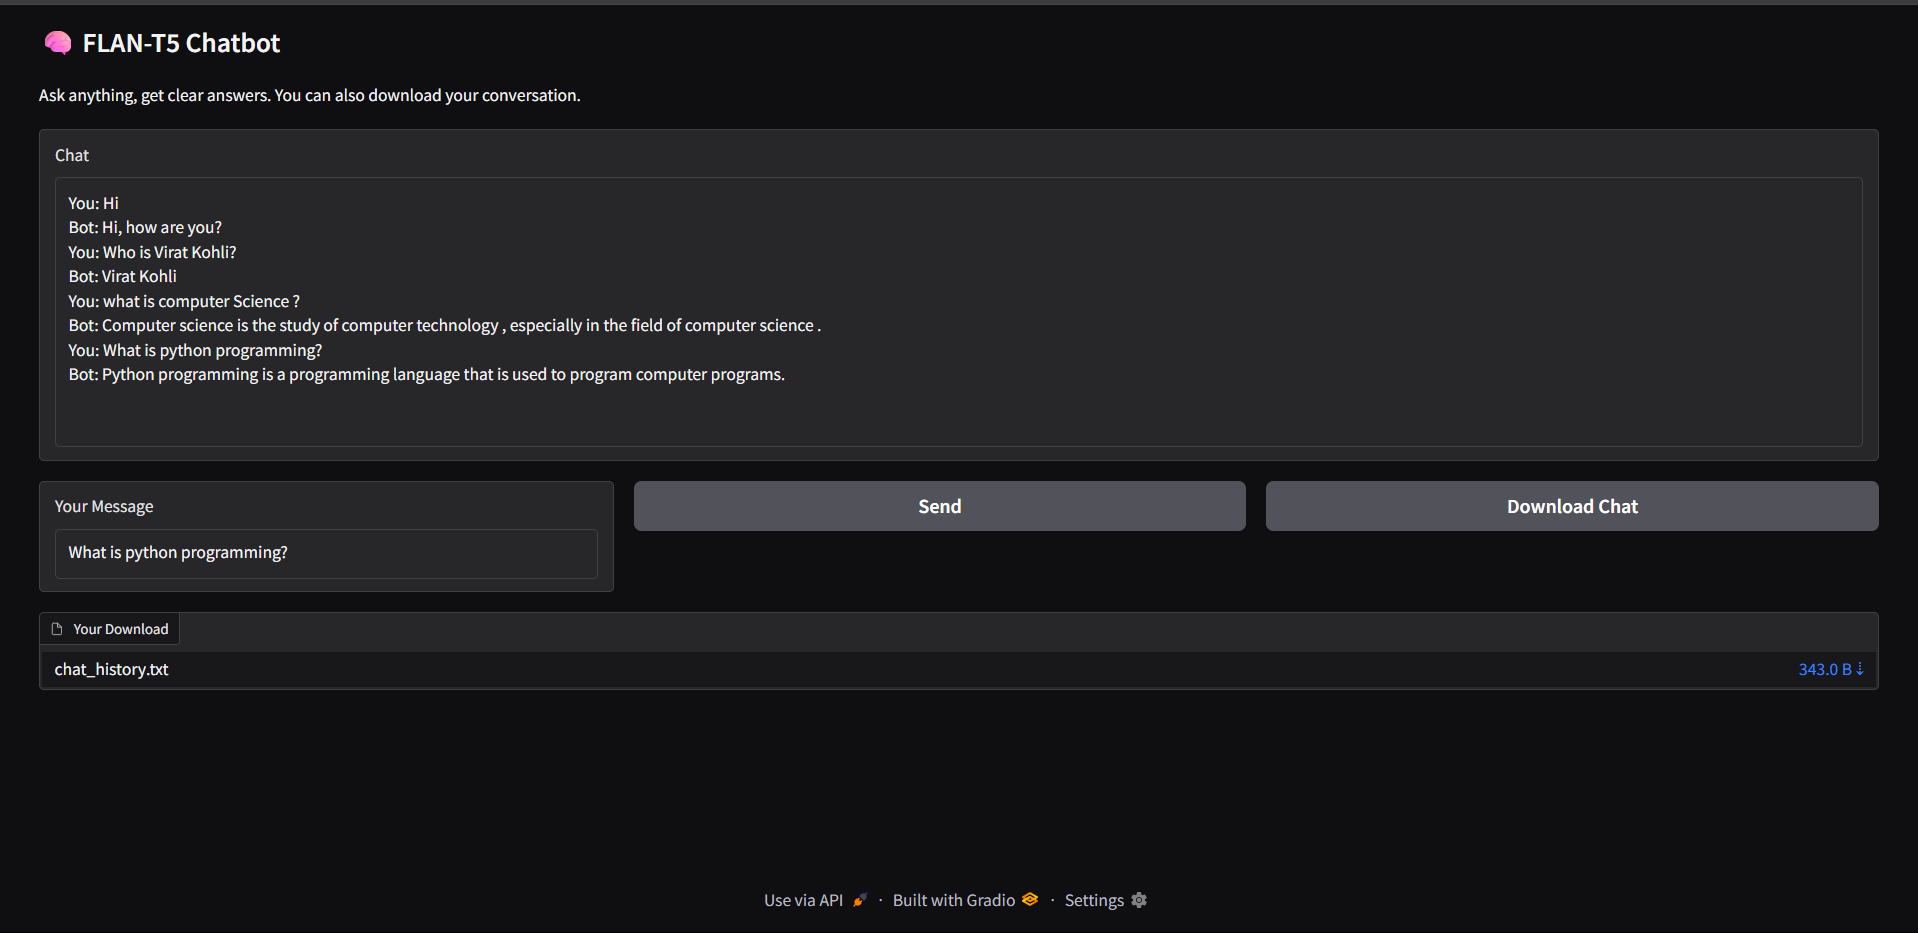 🧠 FLAN-T5 Chatbot
Ask anything, get clear answers. You can also download your conversation.
Chat
You: Hi
Bot: Hi, how are you?
You: Who is Virat Kohli?
Bot: Virat Kohli
You: what is computer Science ?
Bot: Computer science is the study of computer technology , especially in the field of computer science .
You: What is python programming?
Bot: Python programming is a programming language that is used to program computer programs.
Your Message
What is python programming?
Send
Download Chat
Your Download
chat_history.txt
343.0 B ⇣
Use via API 🚀 · Built with Gradio · Settings ⚙️